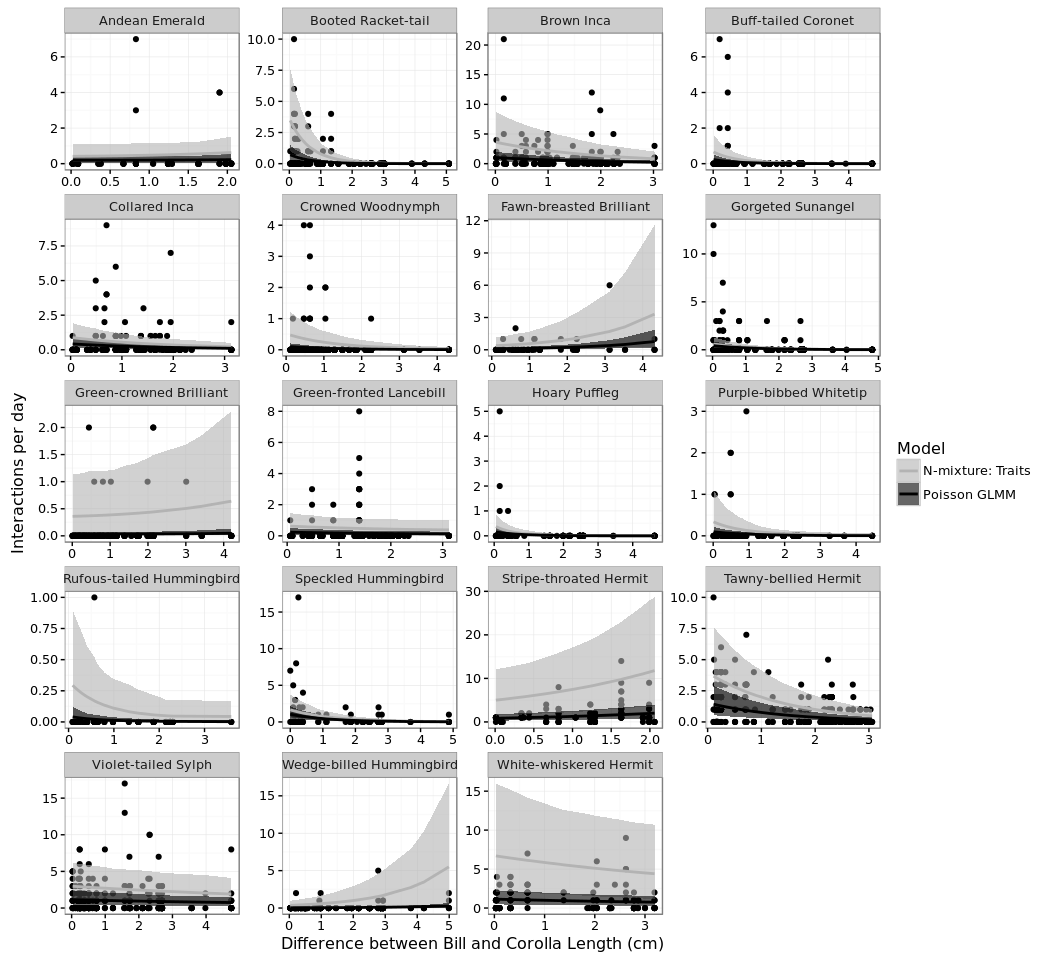 Andean Emerald
Booted Racket-tail
Brown Inca
Buff-tailed Coronet
6
4
2
0
0.0 0.5 1.0 1.5 2.0
10.0
7.5
5.0
2.5
0.0
0 1 2 3 4 5
20
15
10
5
0
0 1 2 3
6
4
2
0
0 2 4
Collared Inca
Crowned Woodnymph
Fawn-breasted Brilliant
Gorgeted Sunangel
7.5
5.0
2.5
0.0
0 1 2 3
4
3
2
1
0
0 2 4
12
9
6
3
0
0 1 2 3 4
10
5
0
0 1 2 3 4 5
Green-crowned Brilliant
Green-fronted Lancebill
Hoary Puffleg
Purple-bibbed Whitetip
2.0
1.5
1.0
0.5
0.0
0 1 2 3 4
8
6
4
2
0
0 1 2 3
5
4
3
2
1
0
0 1 2 3 4
3
2
1
0
0 1 2 3 4
Rufous-tailed Hummingbird
Speckled Hummingbird
Stripe-throated Hermit
Tawny-bellied Hermit
1.00
0.75
0.50
0.25
0.00
0 1 2 3
15
10
5
0
0 1 2 3 4 5
30
20
10
0
0.0 0.5 1.0 1.5 2.0
10.0
7.5
5.0
2.5
0.0
0 1 2 3
Violet-tailed Sylph
Wedge-billed Hummingbird
White-whiskered Hermit
15
10
5
0
0 1 2 3 4
15
10
5
0
0 1 2 3 4 5
15
10
5
0
0 1 2 3
Interactions per day
Difference between Bill and Corolla Length (cm)
Model
N-mixture: Traits
Poisson GLMM